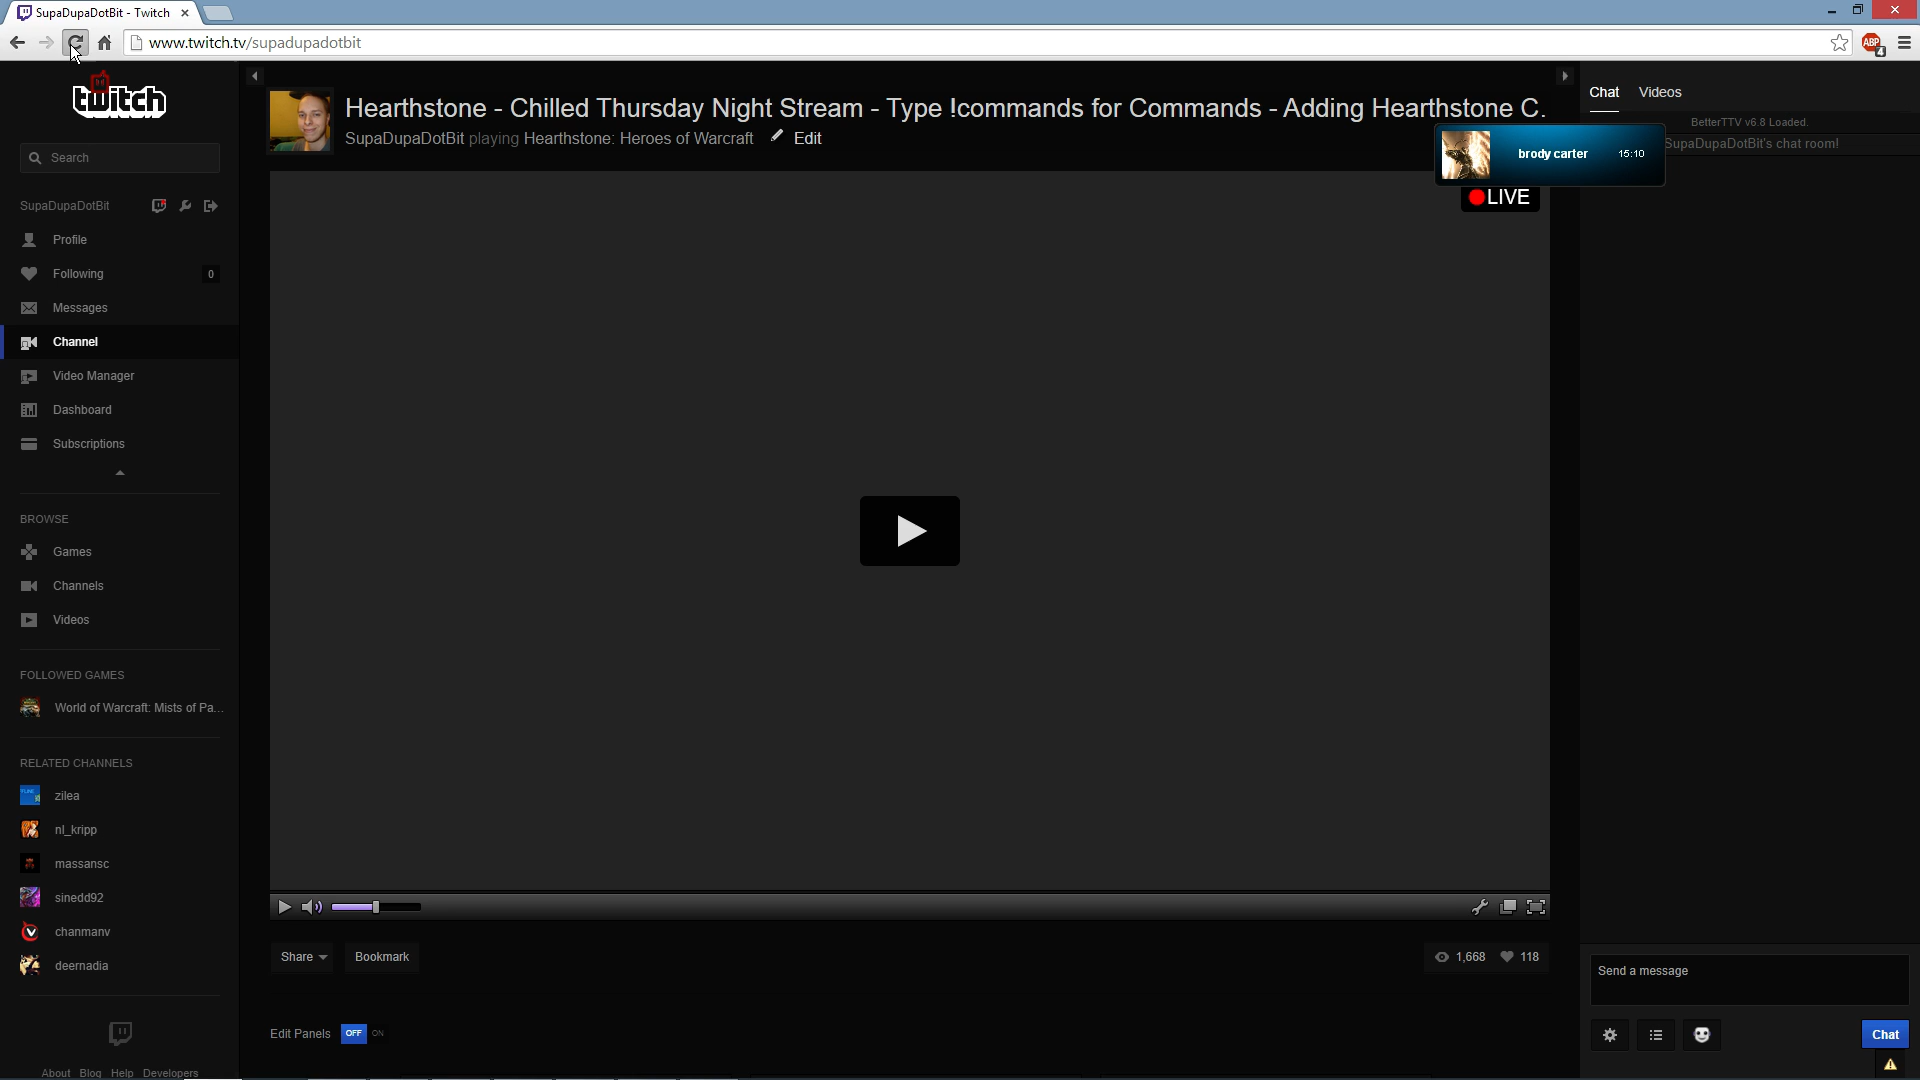 SupaDupaDotBit - Twitch
www.twitch.tv/supadupadotbit
ABP
4
twitch
Search
SupaDupaDotBit
Profile
Following 0
Messages
Channel
Video Manager
Dashboard
Subscriptions
BROWSE
Games
Channels
Videos
FOLLOWED GAMES
World of Warcraft: Mists of Pa...
RELATED CHANNELS
zilea
nl_kripp
massansc
sinedd92
chanmanv
deernadia
About Blog Help Developers
Hearthstone - Chilled Thursday Night Stream - Type !commands for Commands - Adding Hearthstone C.
SupaDupaDotBit playing Hearthstone: Heroes of Warcraft Edit
brody carter 15:10
LIVE
Share Bookmark
1,668 118
Edit Panels OFF ON
Chat Videos
BetterTTV v6.8 Loaded.
SupaDupaDotBit's chat room!
Send a message
Chat